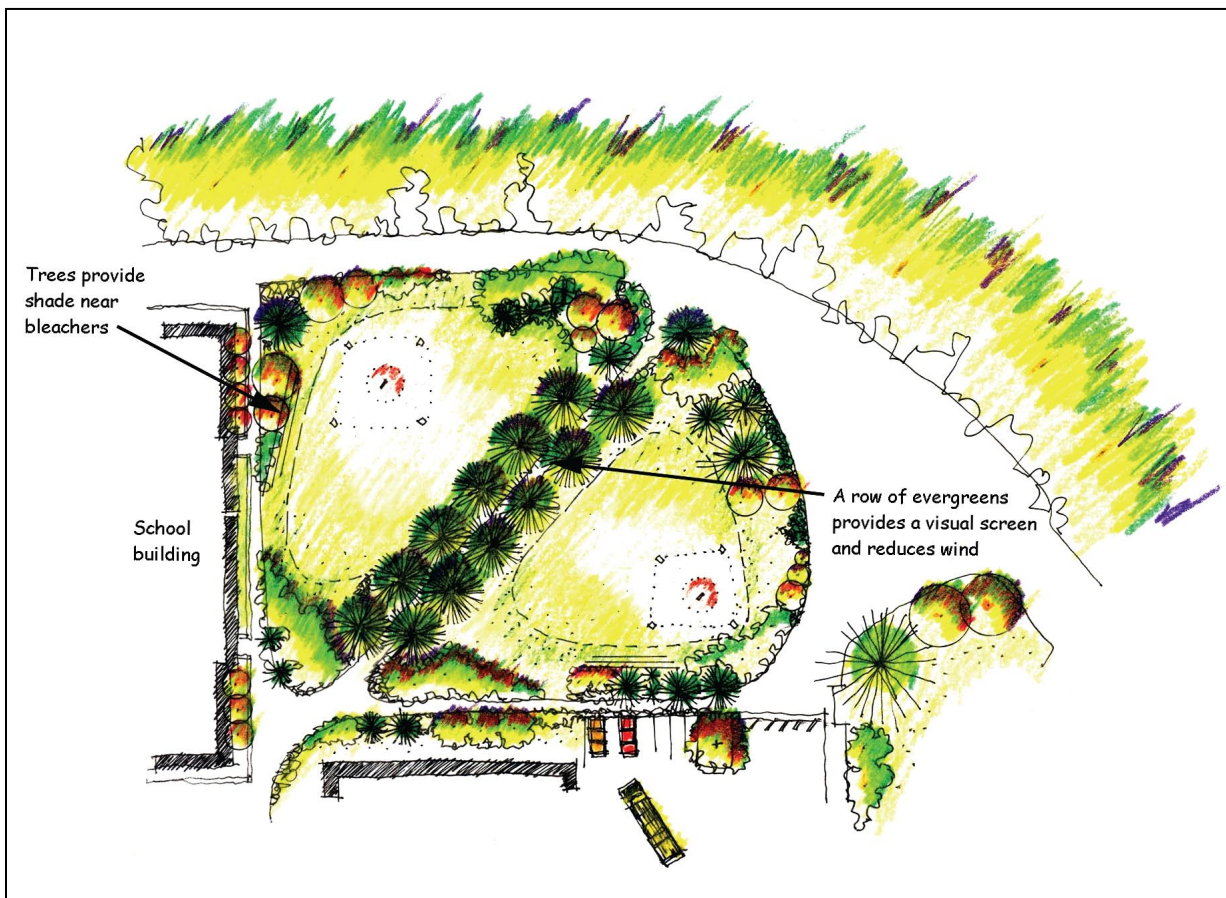 Trees provide
shade near
bleachers
School
building
A row of evergreens
provides a visual screen
and reduces wind